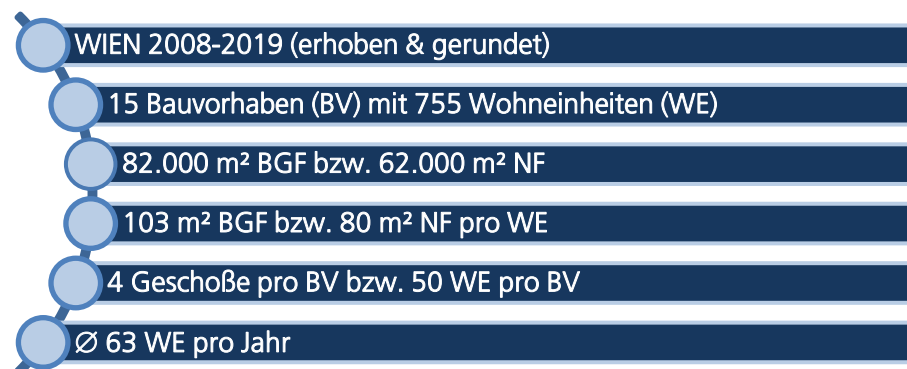 WIEN 2008-2019 (erhoben & gerundet)
15 Bauvorhaben (BV) mit 755 Wohneinheiten (WE)
82.000 m² BGF bzw. 62.000 m² NF
103 m² BGF bzw. 80 m² NF pro WE
4 Geschoße pro BV bzw. 50 WE pro BV
Ø 63 WE pro Jahr